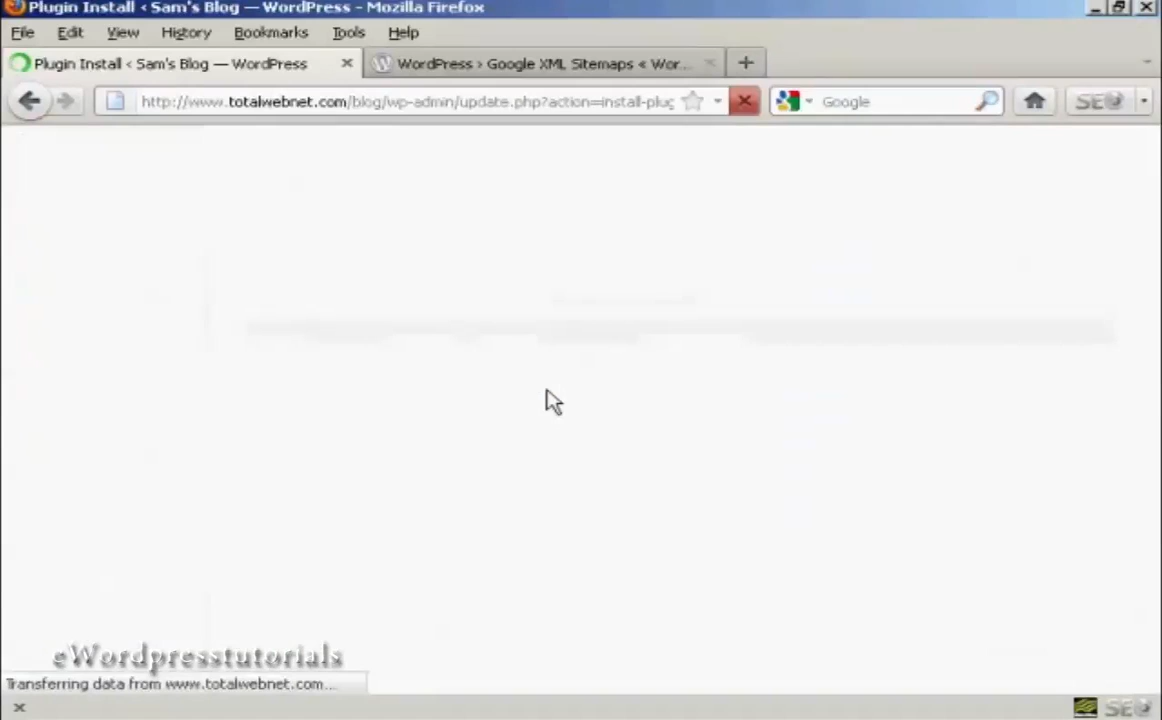 Plugin Install ‹ Sam's Blog — WordPress - Mozilla Firefox
File Edit View History Bookmarks Tools Help
Plugin Install ‹ Sam's Blog — WordPress
WordPress › Google XML Sitemaps « Wor...
http://www.totalwebnet.com/blog/wp-admin/update.php?action=install-plug
Google
SEO
eWordpresstutorials
Transferring data from www.totalwebnet.com...
SEO